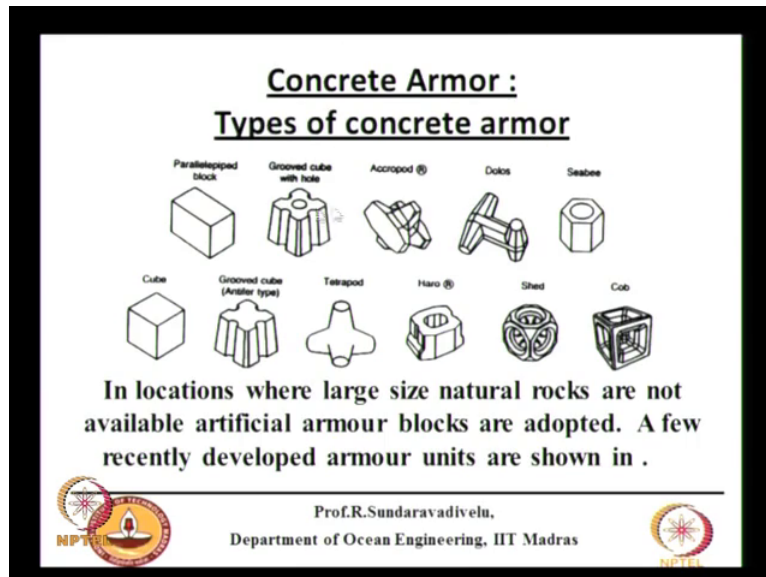 Concrete Armor :
Types of concrete armor
Parallelepiped block
Grooved cube with hole
Accropod ®
Dolos
Seabee
Cube
Grooved cube (Antifer type)
Tetrapod
Haro ®
Shed
Cob
In locations where large size natural rocks are not
available artificial armour blocks are adopted. A few
recently developed armour units are shown in .
Prof.R.Sundaravadivelu,
Department of Ocean Engineering, IIT Madras
NPTEL
NPTEL